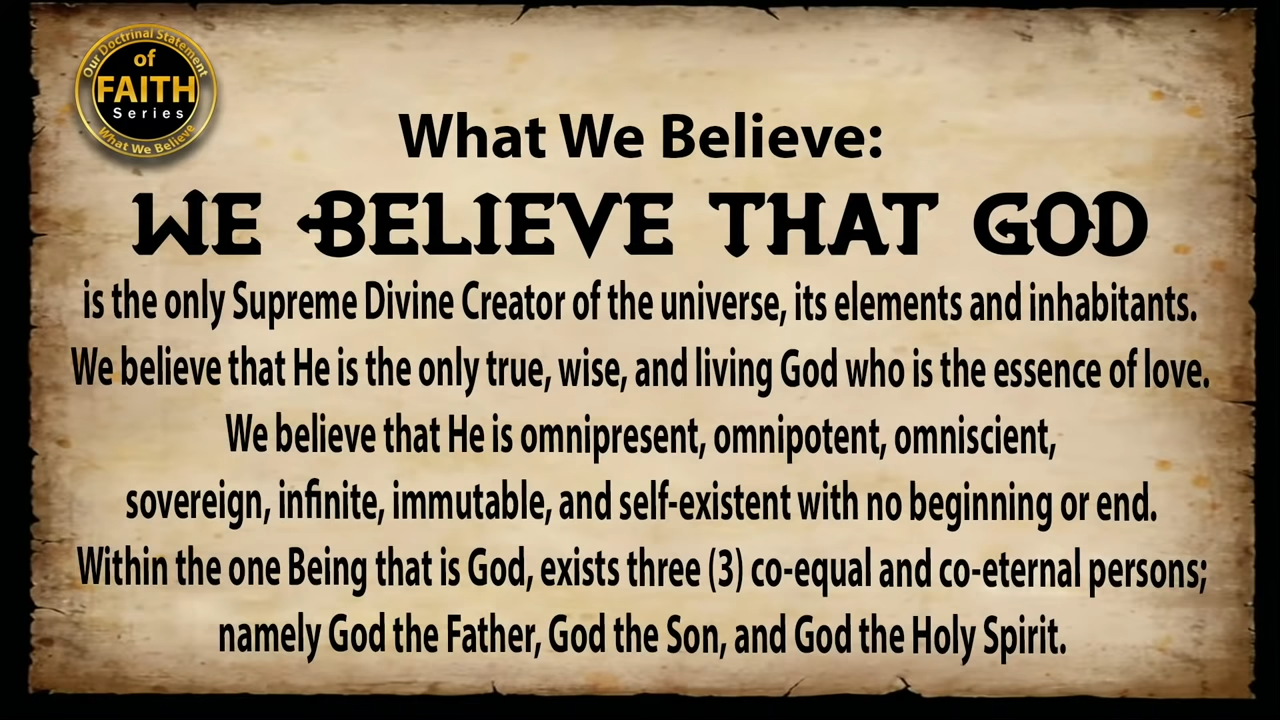 Our Doctrinal Statement
of
FAITH
Series
What We Believe
What We Believe:
WE BELIEVE THAT GOD
is the only Supreme Divine Creator of the universe, its elements and inhabitants.
We believe that He is the only true, wise, and living God who is the essence of love.
We believe that He is omnipresent, omnipotent, omniscient,
sovereign, infinite, immutable, and self-existent with no beginning or end.
Within the one Being that is God, exists three (3) co-equal and co-eternal persons;
namely God the Father, God the Son, and God the Holy Spirit.